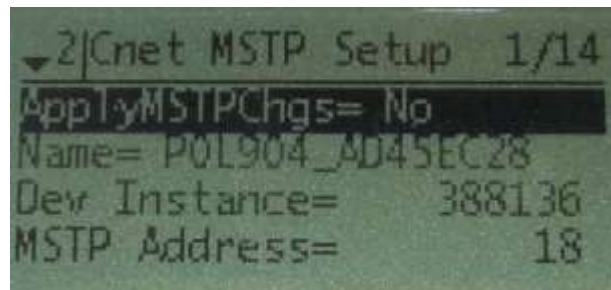 2|Cnet MSTP Setup 1/14
ApplyMSTPChgs= No
Name= POL904_AD45EC28
Dev Instance= 388136
MSTP Address= 18